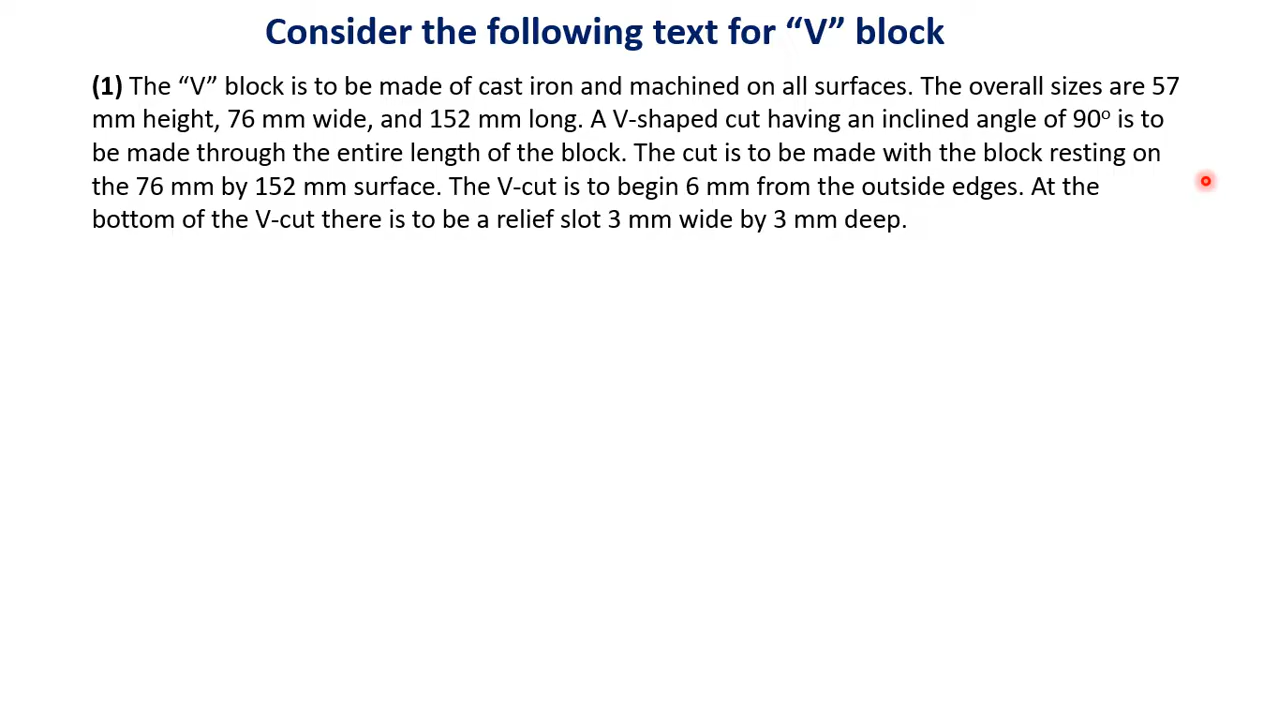 Consider the following text for “V” block
(1) The “V” block is to be made of cast iron and machined on all surfaces. The overall sizes are 57
mm height, 76 mm wide, and 152 mm long. A V-shaped cut having an inclined angle of 90º is to
be made through the entire length of the block. The cut is to be made with the block resting on
the 76 mm by 152 mm surface. The V-cut is to begin 6 mm from the outside edges. At the
bottom of the V-cut there is to be a relief slot 3 mm wide by 3 mm deep.